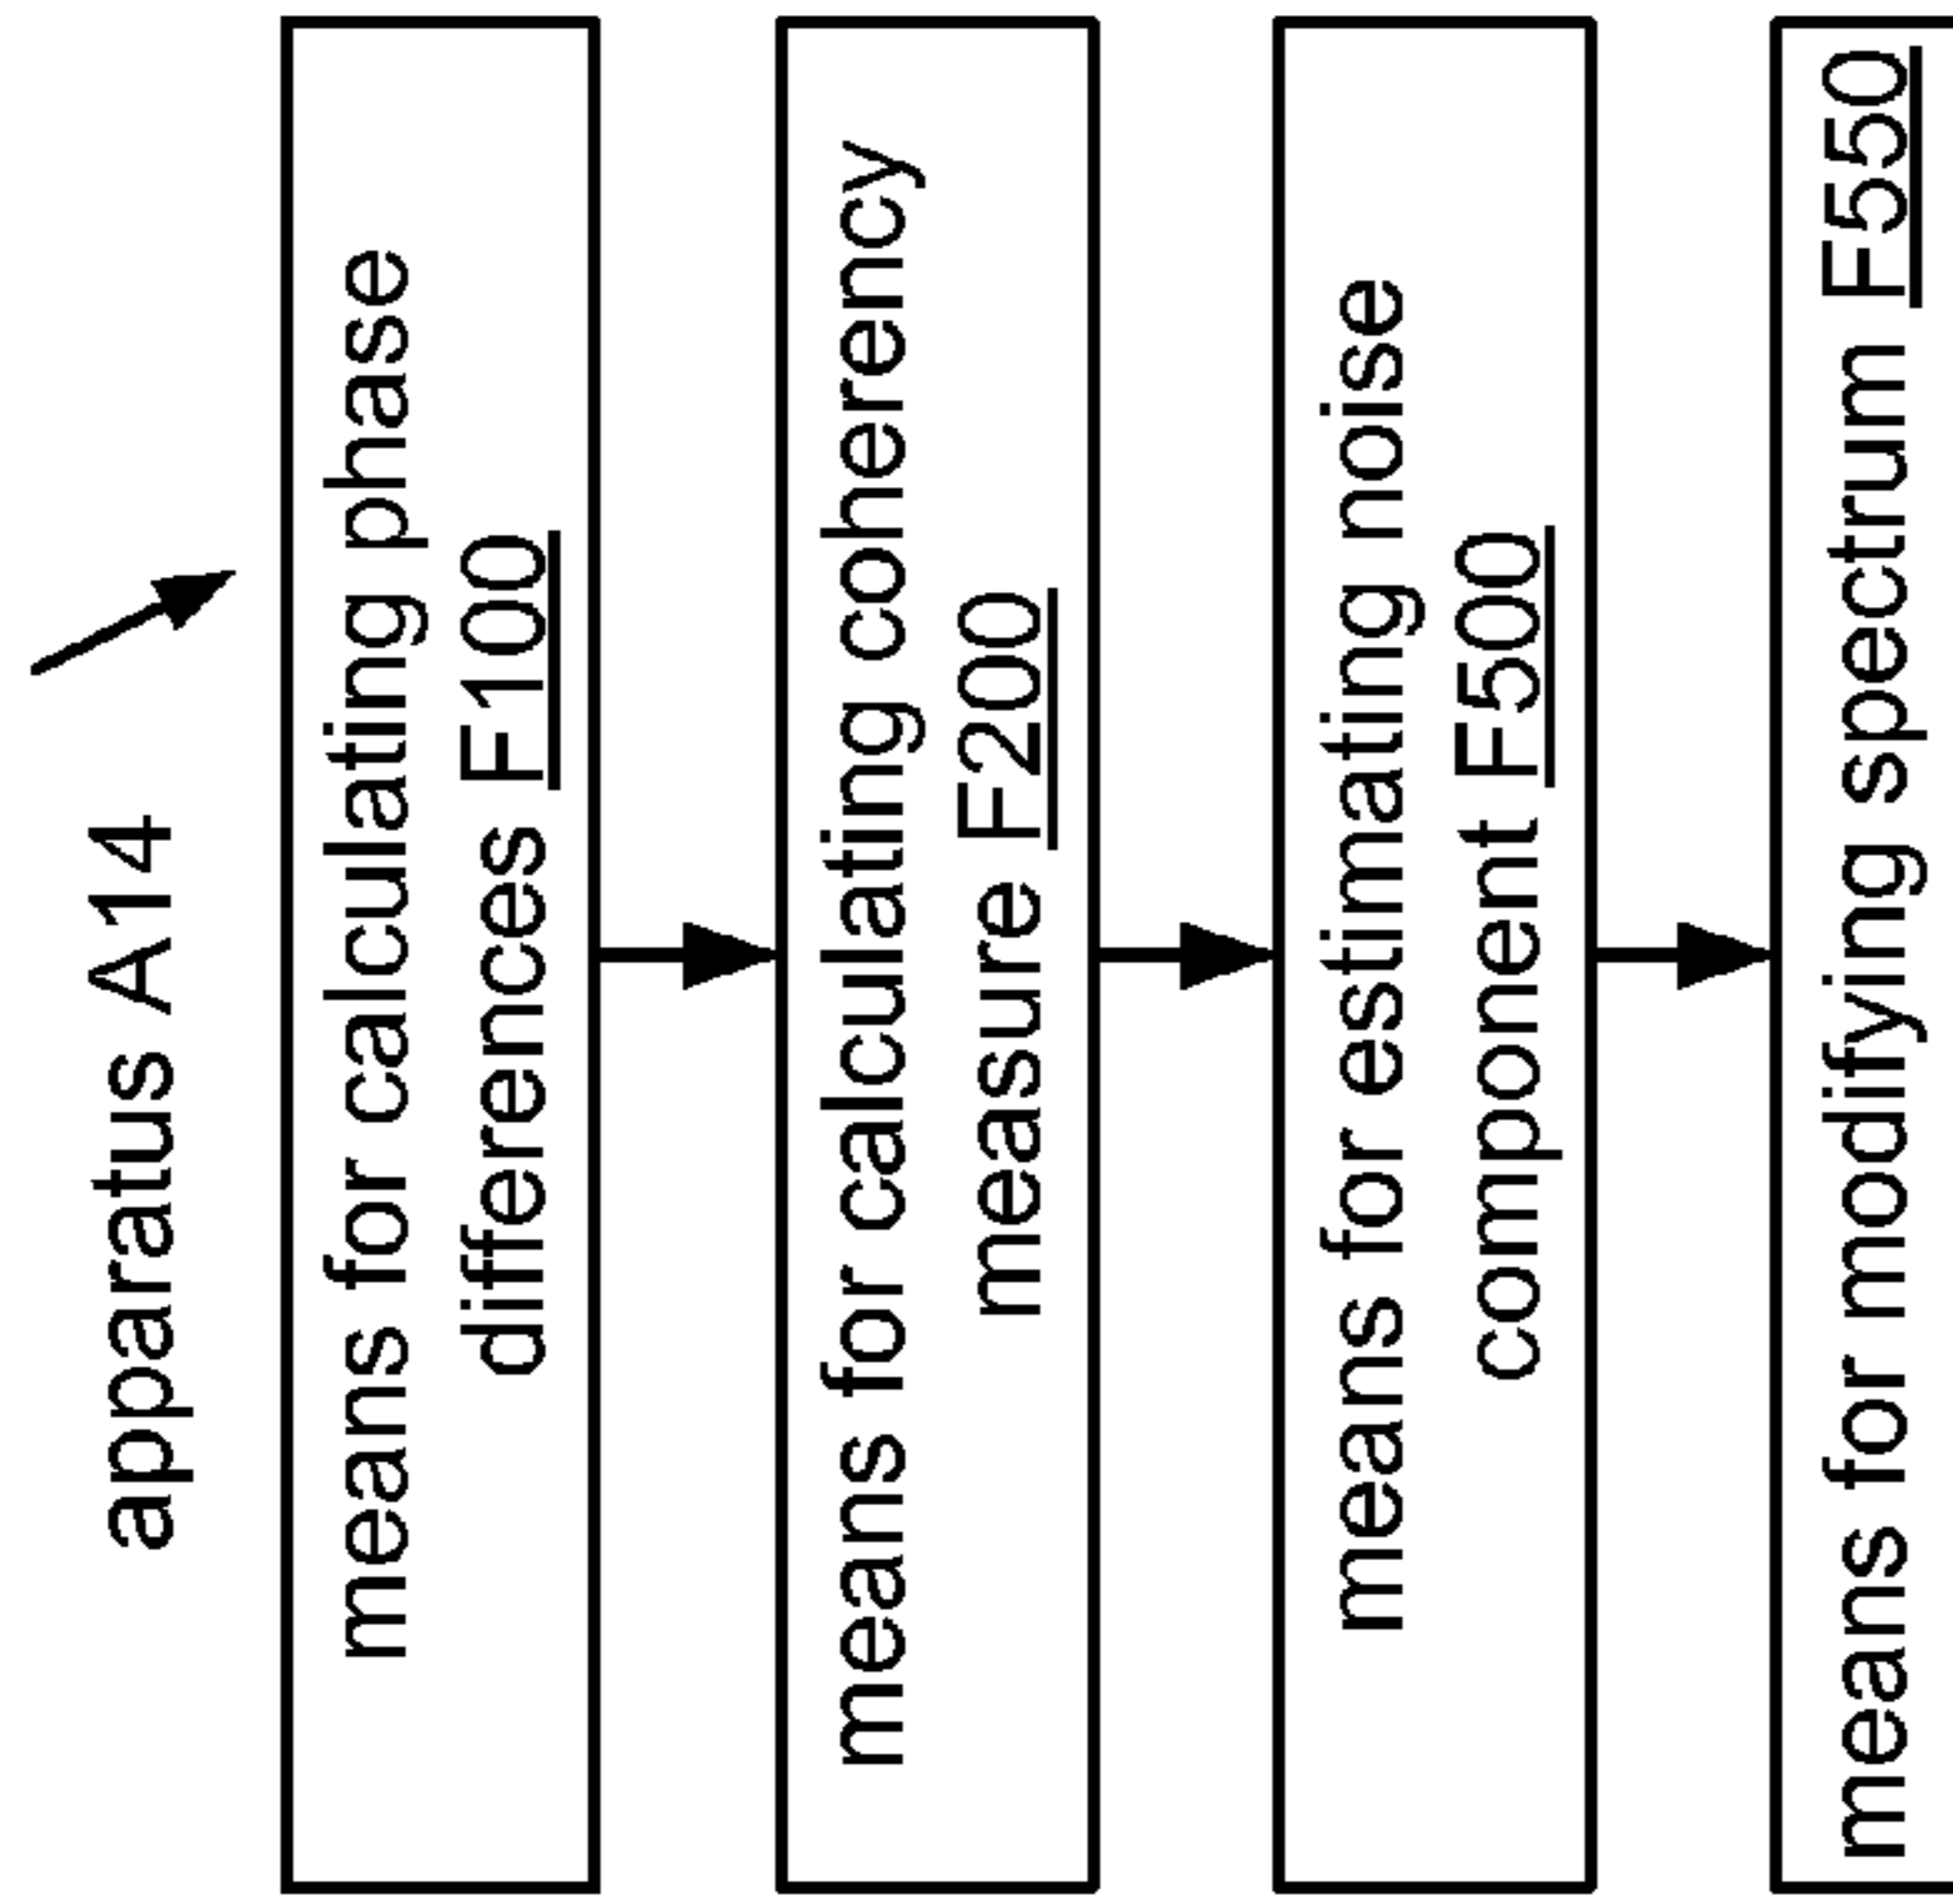 apparatus A14
means for calculating phase
differences F100
means for calculating coherency
measure F200
means for estimating noise
component F500
means for modifying spectrum F550